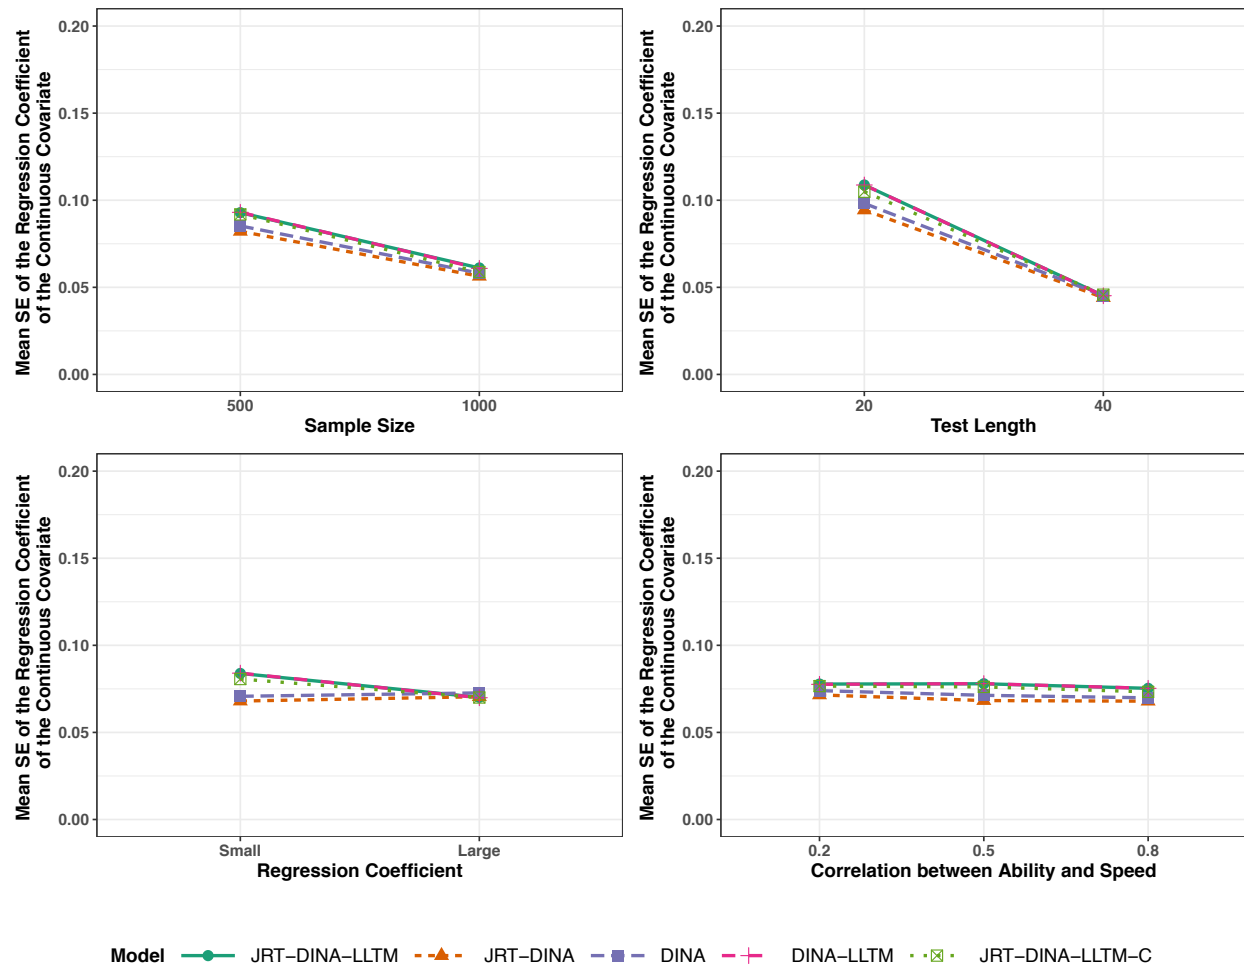 Mean SE of the Regression Coefficient
of the Continuous Covariate
0.20
0.15
0.10
0.05
0.00
500
1000
Sample Size
Mean SE of the Regression Coefficient
of the Continuous Covariate
0.20
0.15
0.10
0.05
0.00
20
40
Test Length
Mean SE of the Regression Coefficient
of the Continuous Covariate
0.20
0.15
0.10
0.05
0.00
Small
Large
Regression Coefficient
Mean SE of the Regression Coefficient
of the Continuous Covariate
0.20
0.15
0.10
0.05
0.00
0.2
0.5
0.8
Correlation between Ability and Speed
Model JRT−DINA−LLTM JRT−DINA DINA DINA−LLTM JRT−DINA−LLTM−C